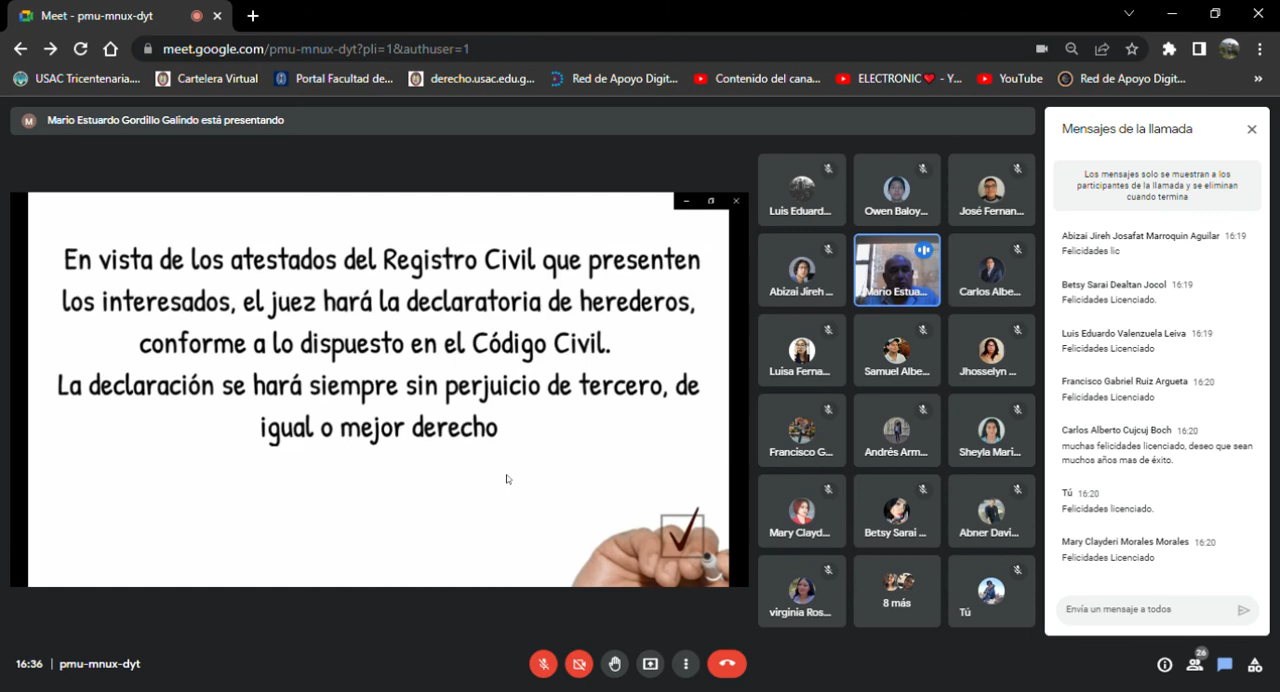 Meet - pmu-mnux-dyt
meet.google.com/pmu-mnux-dyt?pli=1&authuser=1
USAC Tricentenaria.... Cartelera Virtual Portal Facultad de... derecho.usac.edu.g... Red de Apoyo Digit... Contenido del cana... ELECTRONIC❤ - Y... YouTube Red de Apoyo Digit... »
M Mario Estuardo Gordillo Galindo está presentando
En vista de los atestados del Registro Civil que presenten
los interesados, el juez hará la declaratoria de herederos,
conforme a lo dispuesto en el Código Civil.
La declaración se hará siempre sin perjuicio de tercero, de
igual o mejor derecho
Luis Eduard... Owen Baloy... José Fernan...
Abizai Jireh ... Mario Estua... Carlos Albe...
Luisa Ferna... Samuel Albe... Jhosselyn ...
Francisco G... Andrés Arm... Sheyla Mari...
Mary Clayd... Betsy Sarai ... Abner Davi...
virginia Ros... 8 más Tú
Mensajes de la llamada
Los mensajes solo se muestran a los
participantes de la llamada y se eliminan
cuando termina
Abizai Jireh Josafat Marroquin Aguilar 16:19
Felicidades lic
Betsy Sarai Dealtan Jocol 16:19
Felicidades Licenciado.
Luis Eduardo Valenzuela Leiva 16:19
Felicidades Licenciado
Francisco Gabriel Ruiz Argueta 16:20
Felicidades Licenciado
Carlos Alberto Cujcuj Boch 16:20
muchas felicidades licenciado, deseo que sean
muchos años mas de éxito.
Tú 16:20
Felicidades licenciado.
Mary Clayderi Morales Morales 16:20
Felicidades Licenciado
Envía un mensaje a todos
16:36 | pmu-mnux-dyt
26